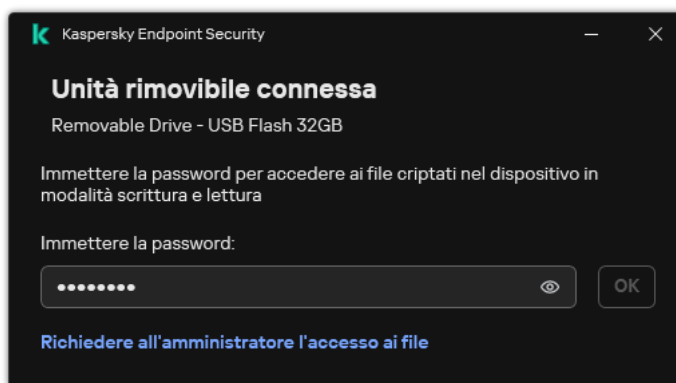 Kaspersky Endpoint Security
Unità rimovibile connessa
Removable Drive - USB Flash 32GB
Immettere la password per accedere ai file criptati nel dispositivo in
modalità scrittura e lettura
Immettere la password:
••••••••
OK
Richiedere all'amministratore l'accesso ai file